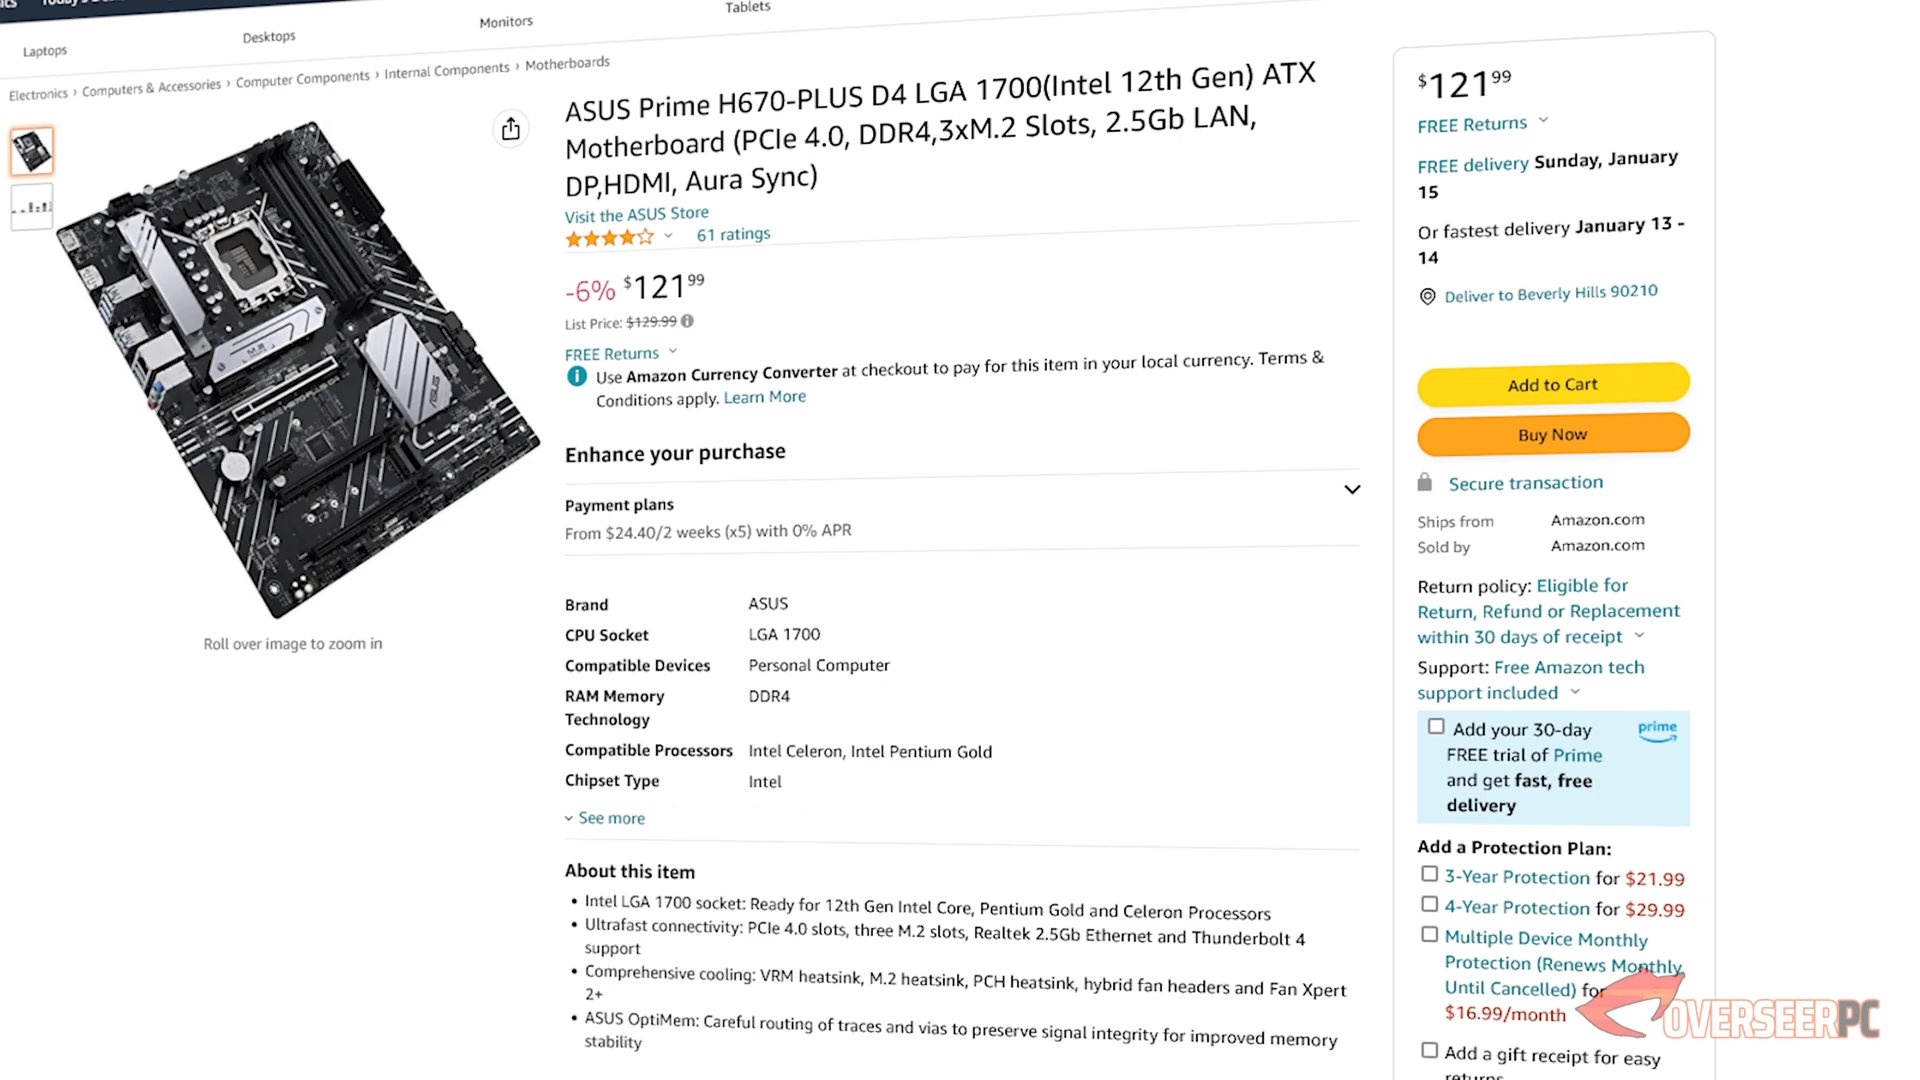 Laptops
Desktops
Monitors
Tablets
Electronics › Computers & Accessories › Computer Components › Internal Components › Motherboards
ASUS Prime H670-PLUS D4 LGA 1700(Intel 12th Gen) ATX
Motherboard (PCIe 4.0, DDR4,3xM.2 Slots, 2.5Gb LAN,
DP,HDMI, Aura Sync)
Visit the ASUS Store
61 ratings
-6% $121 99
List Price: $129.99
FREE Returns
Use Amazon Currency Converter at checkout to pay for this item in your local currency. Terms &
Conditions apply. Learn More
Enhance your purchase
Payment plans
From $24.40/2 weeks (x5) with 0% APR
Brand ASUS
CPU Socket LGA 1700
Compatible Devices Personal Computer
RAM Memory DDR4
Technology
Compatible Processors Intel Celeron, Intel Pentium Gold
Chipset Type Intel
See more
About this item
• Intel LGA 1700 socket: Ready for 12th Gen Intel Core, Pentium Gold and Celeron Processors
• Ultrafast connectivity: PCIe 4.0 slots, three M.2 slots, Realtek 2.5Gb Ethernet and Thunderbolt 4
support
• Comprehensive cooling: VRM heatsink, M.2 heatsink, PCH heatsink, hybrid fan headers and Fan Xpert
2+
• ASUS OptiMem: Careful routing of traces and vias to preserve signal integrity for improved memory
stability
M.2
PRIME H670-PLUS D4
ASUS
Roll over image to zoom in
$121 99
FREE Returns
FREE delivery Sunday, January
15
Or fastest delivery January 13 -
14
Deliver to Beverly Hills 90210
Add to Cart
Buy Now
Secure transaction
Ships from Amazon.com
Sold by Amazon.com
Return policy: Eligible for
Return, Refund or Replacement
within 30 days of receipt
Support: Free Amazon tech
support included
Add your 30-day
FREE trial of Prime
and get fast, free
delivery
prime
Add a Protection Plan:
3-Year Protection for $21.99
4-Year Protection for $29.99
Multiple Device Monthly
Protection (Renews Monthly
Until Cancelled) for
$16.99/month
Add a gift receipt for easy
returns
OVERSEERPC